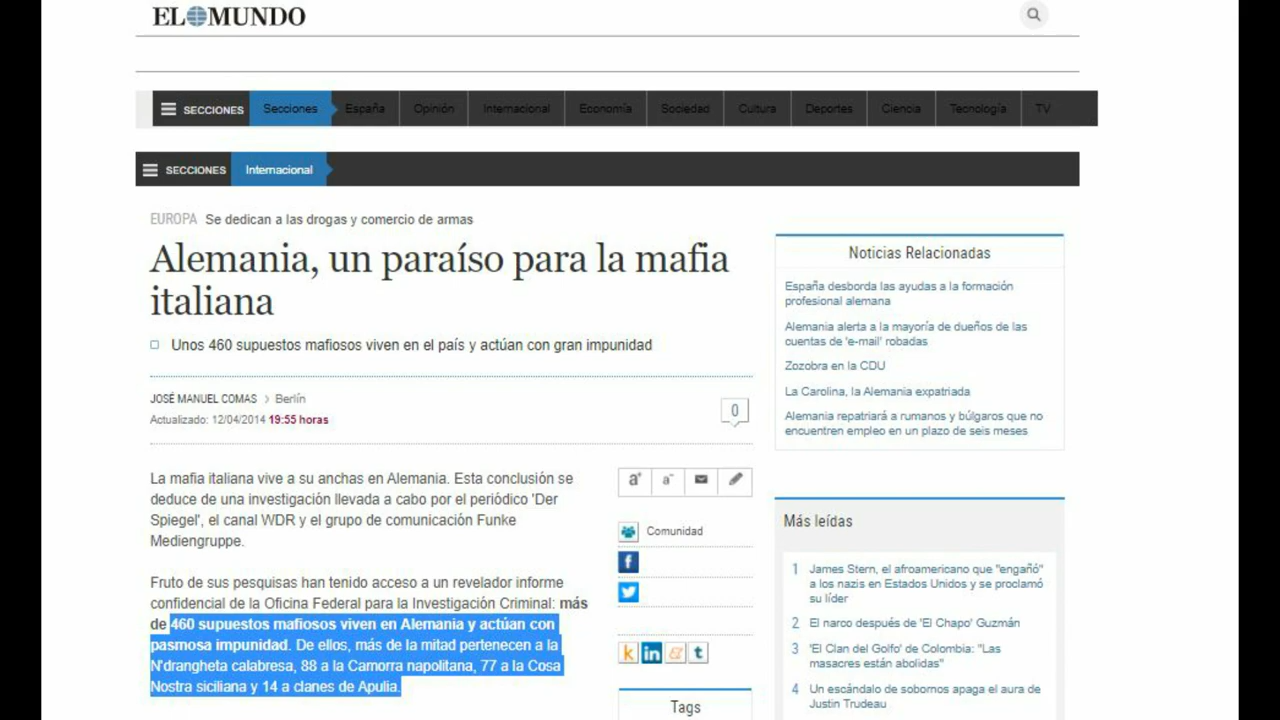 EL MUNDO
SECCIONES
Secciones
España
Opinión
Internacional
Economía
Sociedad
Cultura
Deportes
Ciencia
Tecnología
TV
SECCIONES
Internacional
EUROPA Se dedican a las drogas y comercio de armas
Alemania, un paraíso para la mafia
italiana
Unos 460 supuestos mafiosos viven en el país y actúan con gran impunidad
JOSÉ MANUEL COMAS > Berlín
Actualizado: 12/04/2014 19:55 horas
0
La mafia italiana vive a sus anchas en Alemania. Esta conclusión se
deduce de una investigación llevada a cabo por el periódico 'Der
Spiegel', el canal WDR y el grupo de comunicación Funke
Mediengruppe.
Fruto de sus pesquisas han tenido acceso a un revelador informe
confidencial de la Oficina Federal para la Investigación Criminal: más
de 460 supuestos mafiosos viven en Alemania y actúan con
pasmosa impunidad. De ellos, más de la mitad pertenecen a la
N'drangheta calabresa, 88 a la Camorra napolitana, 77 a la Cosa
Nostra siciliana y 14 a clanes de Apulia.
a+ a-
Comunidad
f
k in t
Tags
Noticias Relacionadas
España desborda las ayudas a la formación
profesional alemana
Alemania alerta a la mayoría de dueños de las
cuentas de 'e-mail' robadas
Zozobra en la CDU
La Carolina, la Alemania expatriada
Alemania repatriará a rumanos y búlgaros que no
encuentren empleo en un plazo de seis meses
Más leídas
1 James Stern, el afroamericano que "engañó"
a los nazis en Estados Unidos y se proclamó
su líder
2 El narco después de 'El Chapo' Guzmán
3 'El Clan del Golfo' de Colombia: "Las
masacres están abolidas"
4 Un escándalo de sobornos apaga el aura de
Justin Trudeau